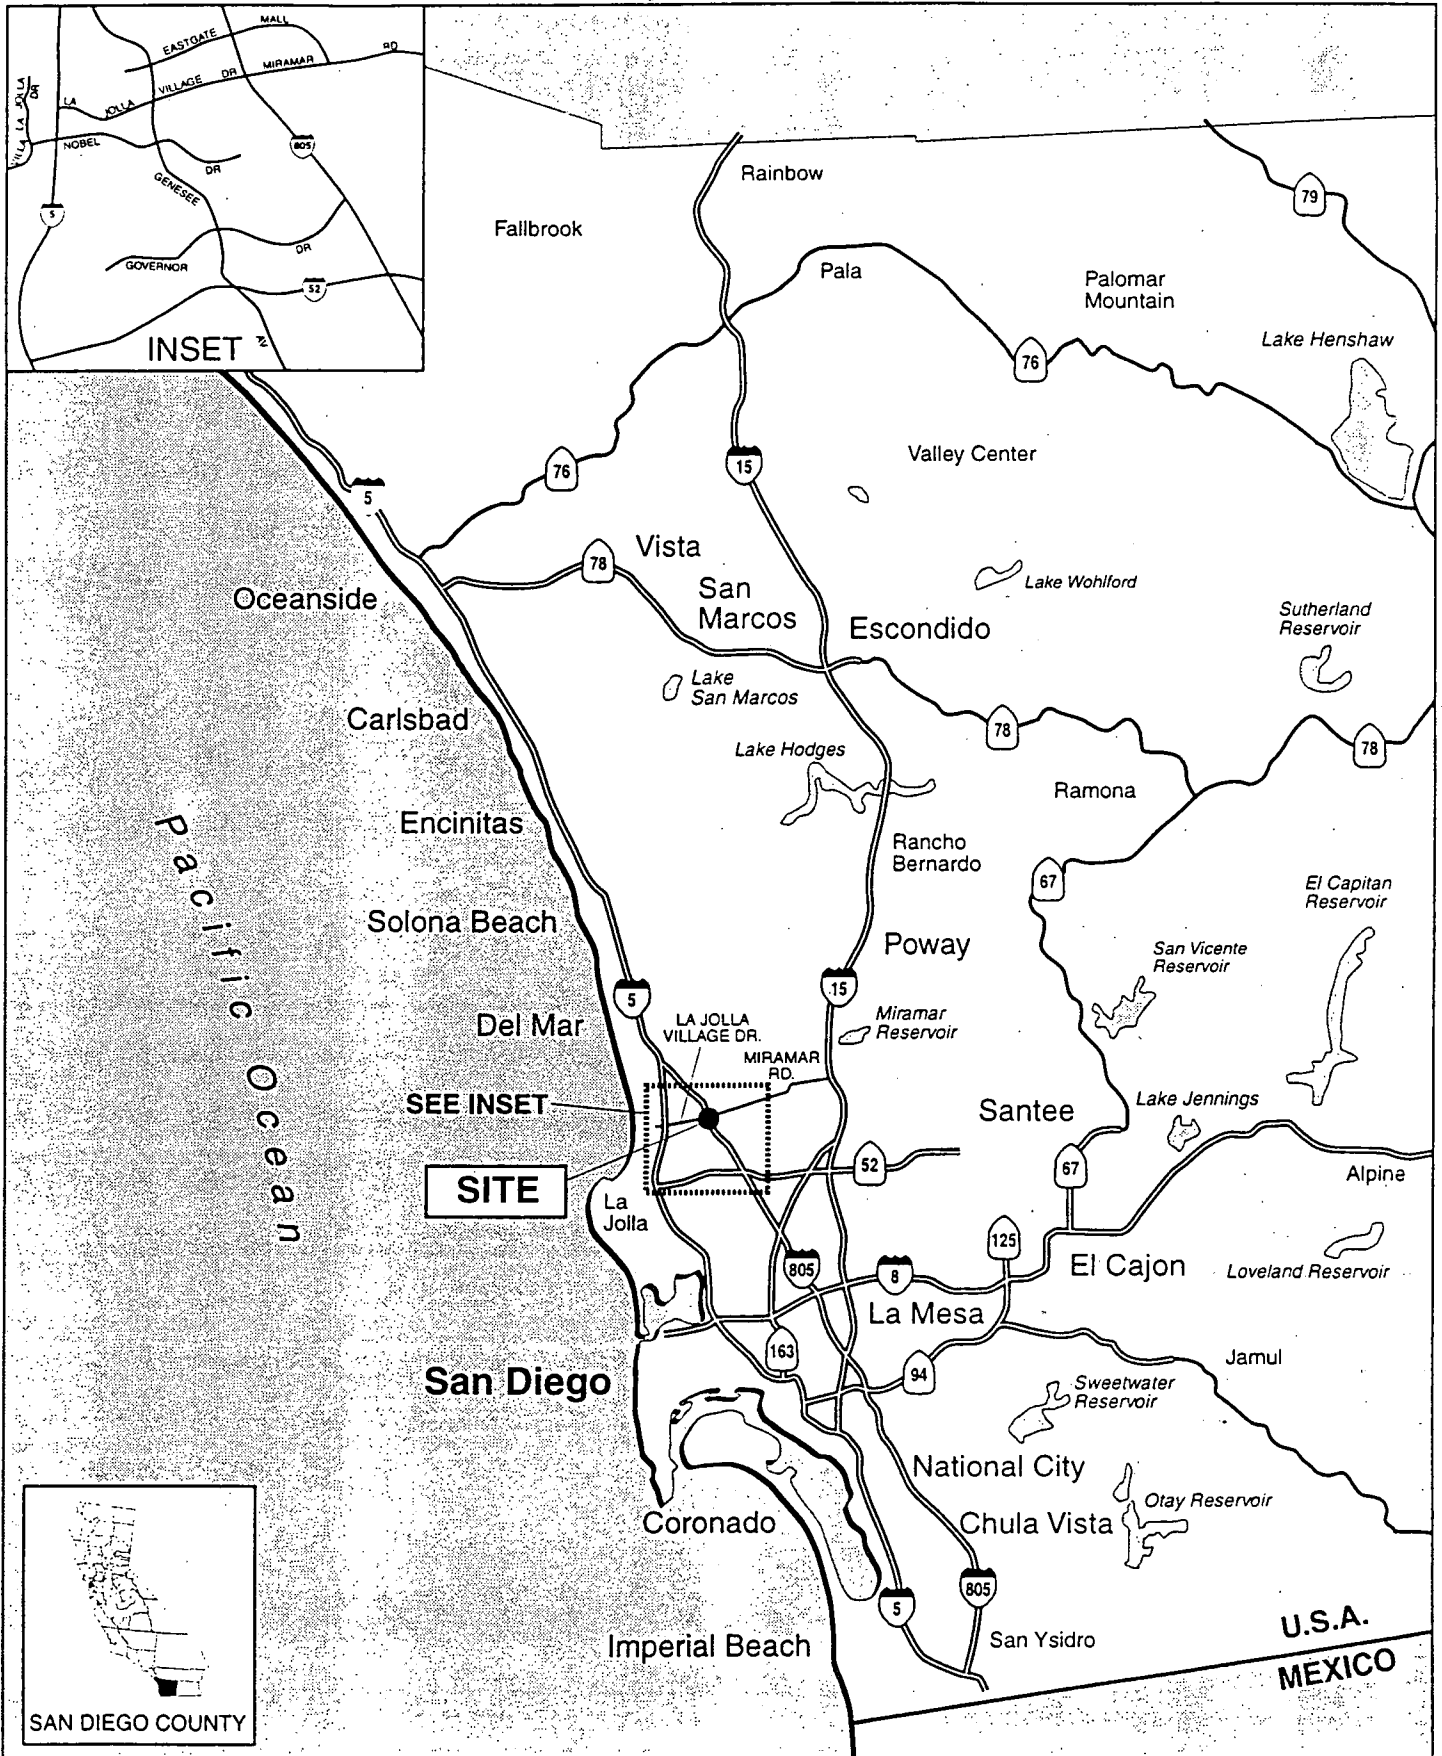 MALL
EASTGATE
RD
MIRAMAR
DR
VILLAGE
JOLLA
LA
VILLA LA JOLLA
DR
NOBEL
DR
805
GENESEE
5
DR
GOVERNOR
52
INSET
Rainbow
79
Fallbrook
Pala
Palomar
Mountain
Lake Henshaw
76
Valley Center
76
15
5
Vista
78
San
Marcos
Lake Wohlford
Oceanside
Escondido
Sutherland
Reservoir
Lake
San Marcos
Carlsbad
78
78
Lake Hodges
Ramona
Pacific Ocean
Encinitas
Rancho
Bernardo
67
El Capitan
Reservoir
Solona Beach
Poway
San Vicente
Reservoir
15
5
Del Mar
LA JOLLA
VILLAGE DR.
Miramar
Reservoir
MIRAMAR
RD.
SEE INSET
Santee
Lake Jennings
52
67
Alpine
SITE
La
Jolla
125
El Cajon
Loveland Reservoir
805
8
La Mesa
163
Jamul
San Diego
94
Sweetwater
Reservoir
National City
Otay Reservoir
Coronado
Chula Vista
805
5
U.S.A.
Imperial Beach
San Ysidro
MEXICO
SAN DIEGO COUNTY